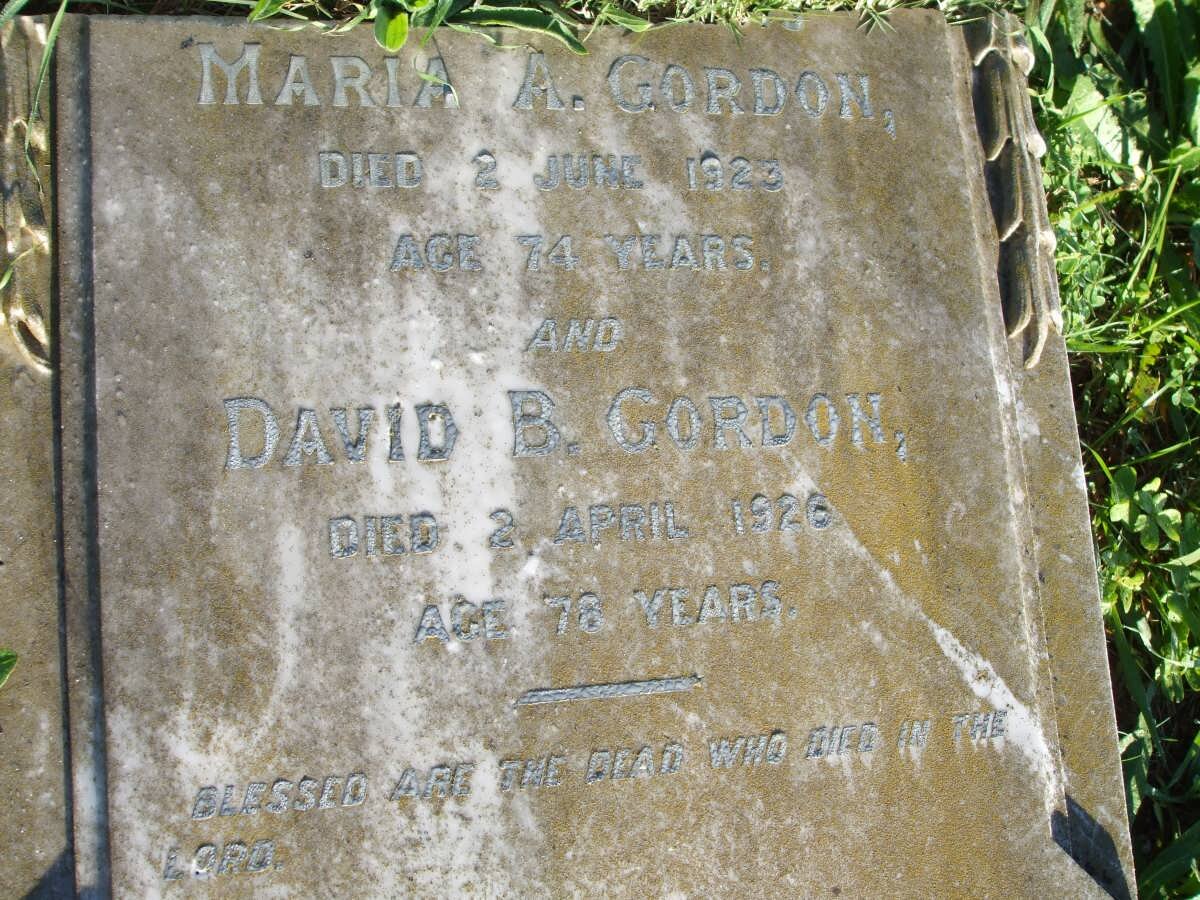 MARIA A. GORDON,
DIED 2 JUNE 1923
AGE 74 YEARS.
AND
DAVID B. GORDON,
DIED 2 APRIL 1926
AGE 78 YEARS.
BLESSED ARE THE DEAD WHO DIED IN THE
LORD.